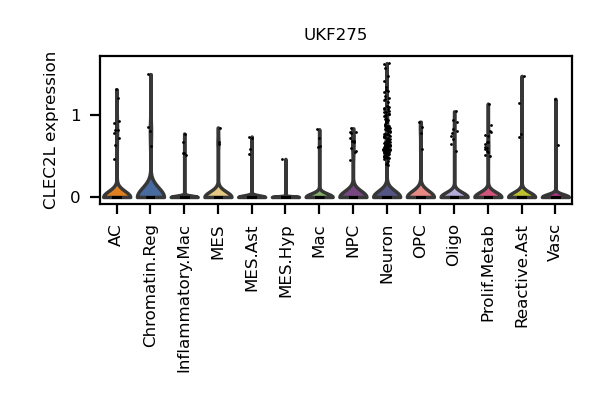 UKF275
CLEC2L expression
1
0
AC
Chromatin.Reg
Inflammatory.Mac
MES
MES.Ast
MES.Hyp
Mac
NPC
Neuron
OPC
Oligo
Prolif.Metab
Reactive.Ast
Vasc